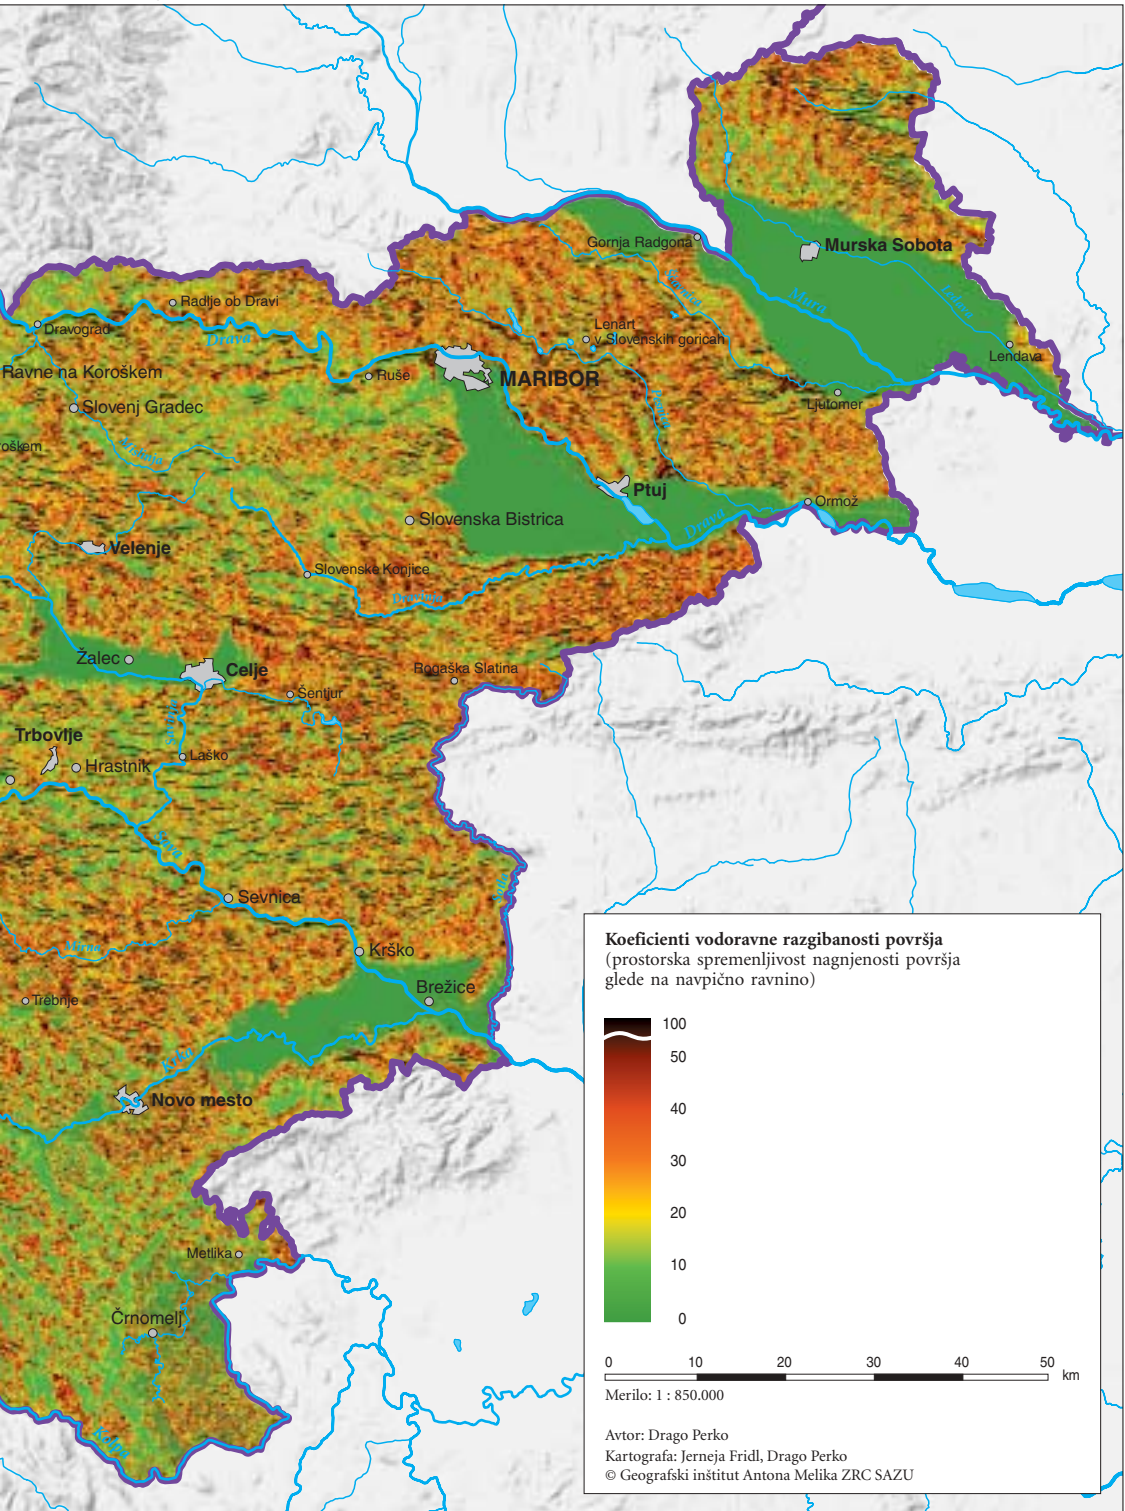 Gornja Radgona
Murska Sobota
Ščavnica
Mura
Ledava
Radlje ob Dravi
Dravograd
Drava
Lenart
v Slovenskih goricah
Lendava
Ravne na Koroškem
Ruše
MARIBOR
Slovenj Gradec
Pesnica
Ljutomer
roškem
Mislinja
Ptuj
Ormož
Slovenska Bistrica
Drava
Velenje
Slovenske Konjice
Dravinja
Žalec
Celje
Rogaška Slatina
Šentjur
Savinja
Trbovlje
Hrastnik
Laško
Sava
Sotla
Sevnica
Mirna
Krško
Trebnje
Brežice
Krka
Novo mesto
Metlika
Črnomelj
Kolpa
Koeficienti vodoravne razgibanosti površja
(prostorska spremenljivost nagnjenosti površja
glede na navpično ravnino)
100
50
40
30
20
10
0
0 10 20 30 40 50 km
Merilo: 1 : 850.000
Avtor: Drago Perko
Kartografa: Jerneja Fridl, Drago Perko
© Geografski inštitut Antona Melika ZRC SAZU